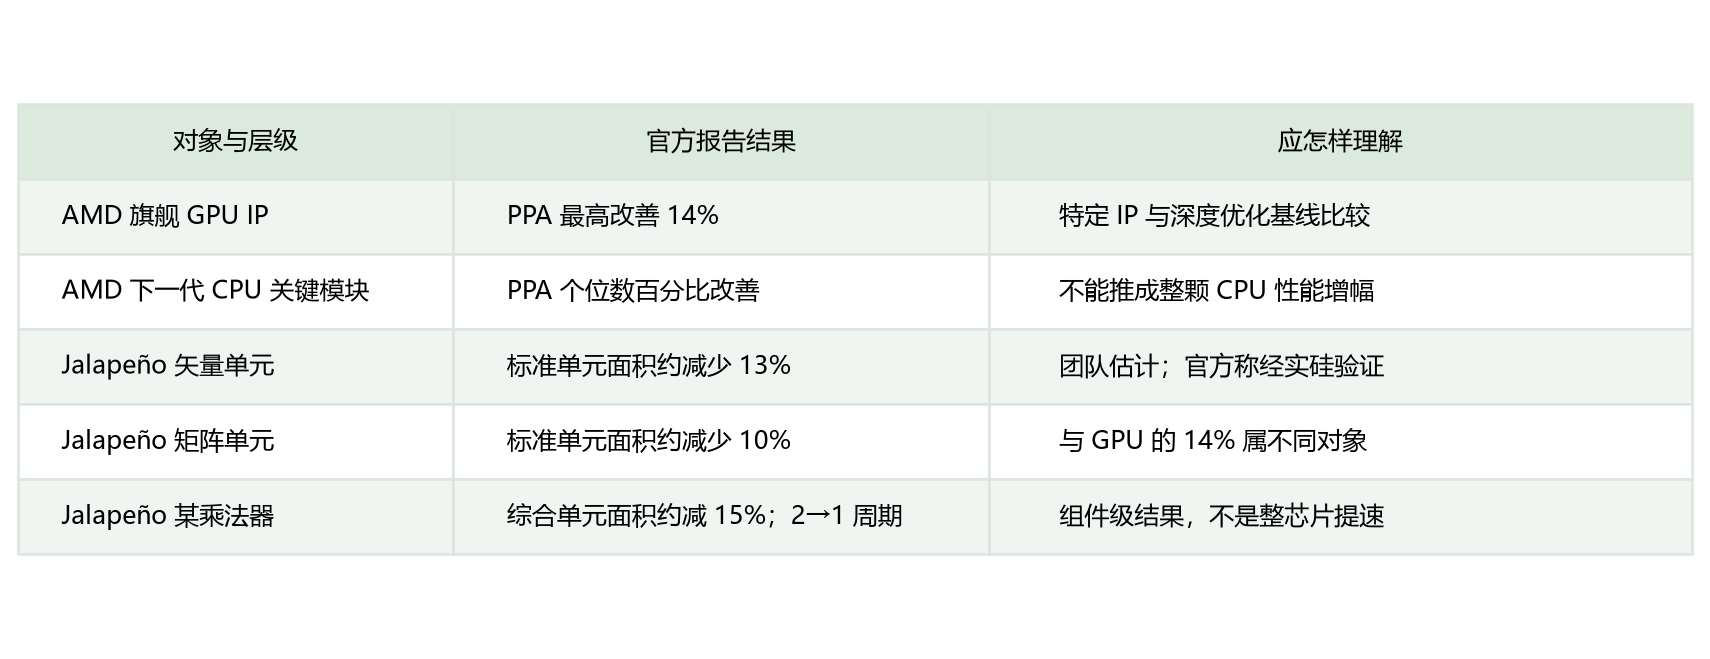 对象与层级 官方报告结果 应怎样理解
AMD 旗舰 GPU IP PPA 最高改善 14% 特定 IP 与深度优化基线比较
AMD 下一代 CPU 关键模块 PPA 个位数百分比改善 不能推成整颗 CPU 性能增幅
Jalapeño 矢量单元 标准单元面积约减少 13% 团队估计；官方称经实硅验证
Jalapeño 矩阵单元 标准单元面积约减少 10% 与 GPU 的 14% 属不同对象
Jalapeño 某乘法器 综合单元面积约减 15%；2→1 周期 组件级结果，不是整芯片提速